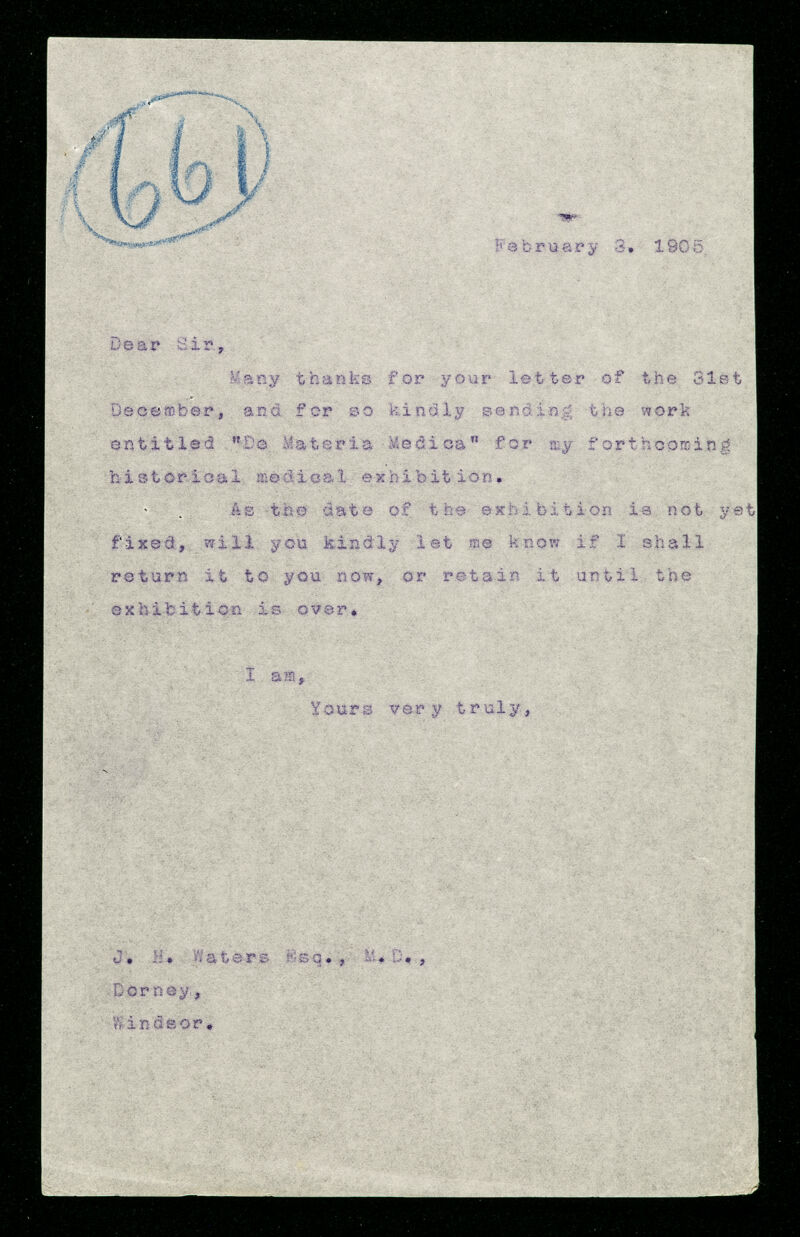 661
February 3. 1905
Dear Sir,
Many thanks for your letter of the 31st
December, and for so kindly sending the work
entitled "De Materia Medica" for my forthcoming
historical medical exhibition.
As the date of the exhibition is not yet
fixed, will you kindly let me know if I shall
return it to you now, or retain it until the
exhibition is over.
I am,
Yours very truly,
J. H. Waters Esq., M.D.,
Dorney,
Windsor.